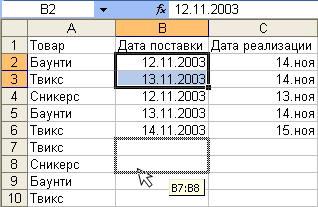 B2 fx 12.11.2003
A B C
1 Товар Дата поставки Дата реализации
2 Баунти 12.11.2003 14.ноя
3 Твикс 13.11.2003 14.ноя
4 Сникерс 12.11.2003 13.ноя
5 Баунти 13.11.2003 14.ноя
6 Твикс 14.11.2003 15.ноя
7 Твикс
8 Сникерс
B7:B8
9 Баунти
10 Твикс